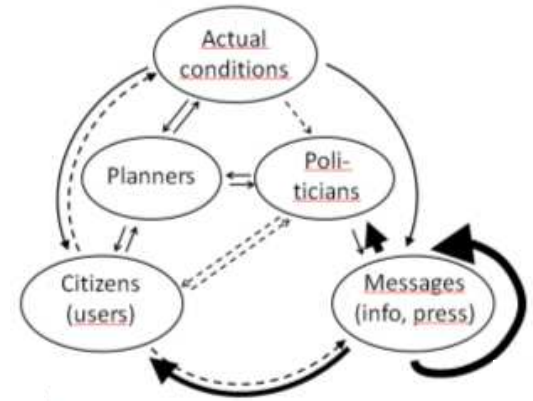 Actual
conditions
Planners
Poli-
ticians
Citizens
(users)
Messages
(info, press)